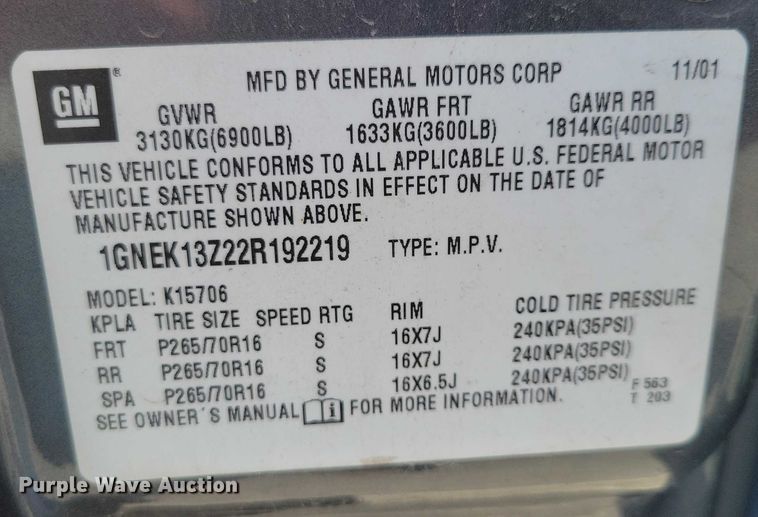 GM ®
MFD BY GENERAL MOTORS CORP 11/01
GVWR GAWR FRT GAWR RR
3130KG(6900LB) 1633KG(3600LB) 1814KG(4000LB)
THIS VEHICLE CONFORMS TO ALL APPLICABLE U.S. FEDERAL MOTOR
VEHICLE SAFETY STANDARDS IN EFFECT ON THE DATE OF
MANUFACTURE SHOWN ABOVE.
1GNEK13Z22R192219 TYPE: M.P.V.
MODEL: K15706
KPLA TIRE SIZE SPEED RTG RIM COLD TIRE PRESSURE
FRT P265/70R16 S 16X7J 240KPA(35PSI)
RR P265/70R16 S 16X7J 240KPA(35PSI)
SPA P265/70R16 S 16X6.5J 240KPA(35PSI)
SEE OWNER'S MANUAL i FOR MORE INFORMATION.
F 563
T 203
Purple Wave Auction